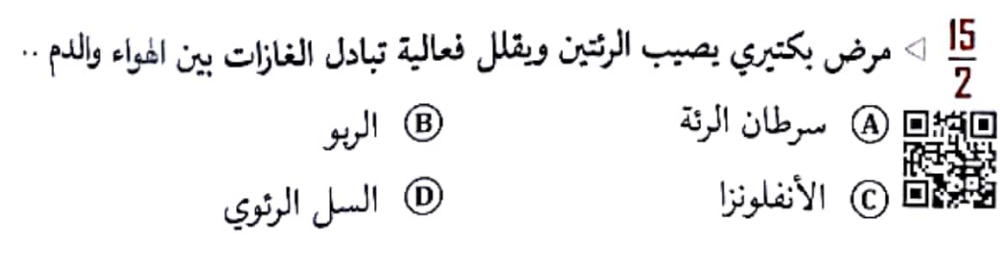 15/2 ◁ مرض بكتيري يصيب الرئتين ويقلل فعالية تبادل الغازات بين الهواء والدم ..
Ⓐ سرطان الرئة Ⓑ الربو
Ⓒ الأنفلونزا Ⓓ السل الرئوي